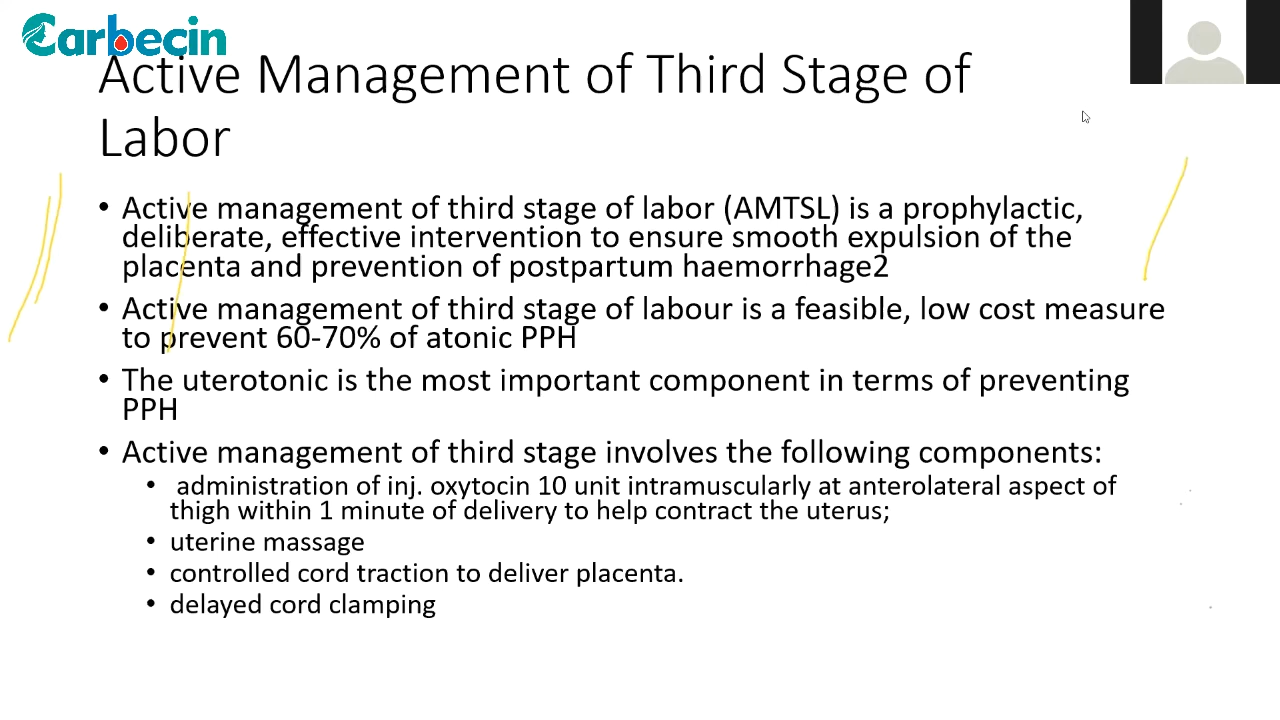 Carbecin
Active Management of Third Stage of
Labor
• Active management of third stage of labor (AMTSL) is a prophylactic,
deliberate, effective intervention to ensure smooth expulsion of the
placenta and prevention of postpartum haemorrhage2
• Active management of third stage of labour is a feasible, low cost measure
to prevent 60-70% of atonic PPH
• The uterotonic is the most important component in terms of preventing
PPH
• Active management of third stage involves the following components:
• administration of inj. oxytocin 10 unit intramuscularly at anterolateral aspect of
thigh within 1 minute of delivery to help contract the uterus;
• uterine massage
• controlled cord traction to deliver placenta.
• delayed cord clamping